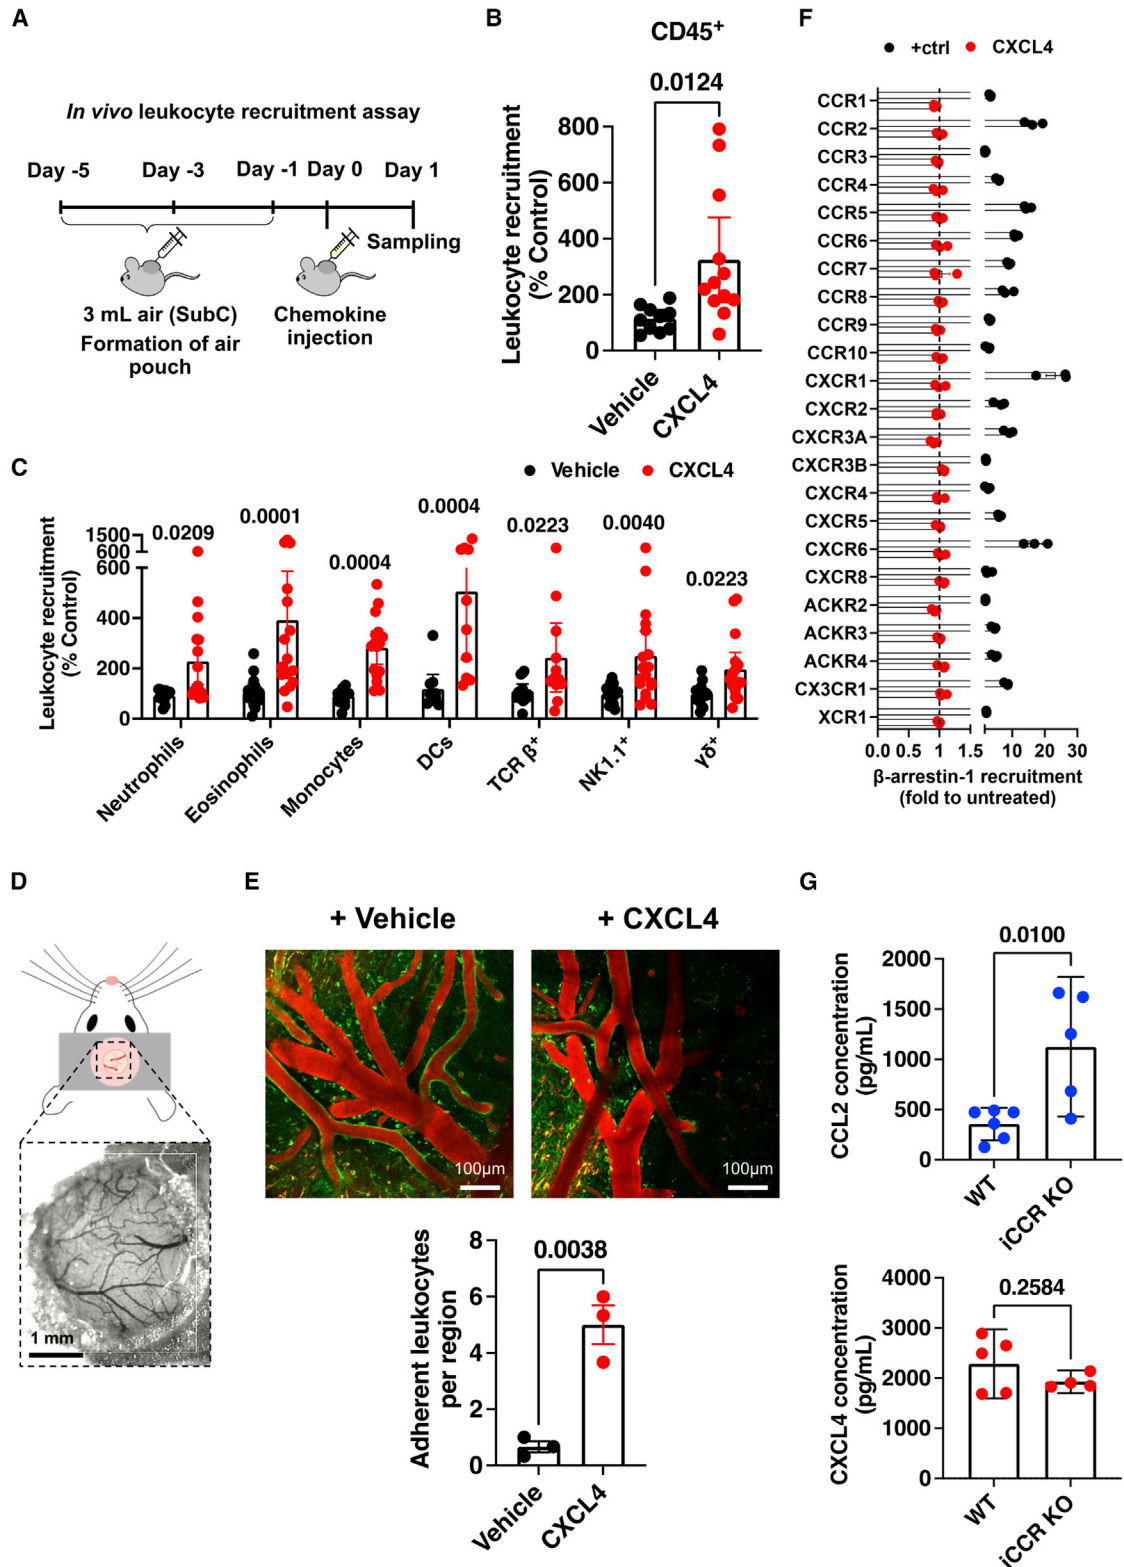 A
In vivo leukocyte recruitment assay
Day -5 Day -3 Day -1 Day 0 Day 1
Sampling
3 mL air (SubC)
Formation of air
pouch
Chemokine
injection
B
CD45+
0.0124
Leukocyte recruitment
(% Control)
800
600
400
200
0
Vehicle
CXCL4
C
Vehicle CXCL4
Leukocyte recruitment
(% Control)
1500
600
600
400
200
0
0.0209
0.0001
0.0004
0.0004
0.0223
0.0040
0.0223
Neutrophils
Eosinophils
Monocytes
DCs
TCR β+
NK1.1+
γδ+
F
+ctrl CXCL4
CCR1
CCR2
CCR3
CCR4
CCR5
CCR6
CCR7
CCR8
CCR9
CCR10
CXCR1
CXCR2
CXCR3A
CXCR3B
CXCR4
CXCR5
CXCR6
CXCR8
ACKR2
ACKR3
ACKR4
CX3CR1
XCR1
0.0 0.5 1 1.5 10 20 30
β-arrestin-1 recruitment
(fold to untreated)
D
1 mm
E
+ Vehicle + CXCL4
100µm 100µm
Adherent leukocytes
per region
0.0038
8
6
4
2
0
Vehicle
CXCL4
G
0.0100
CCL2 concentration
(pg/mL)
2000
1500
1000
500
0
WT
iCCR KO
0.2584
CXCL4 concentration
(pg/mL)
4000
3000
2000
1000
0
WT
iCCR KO